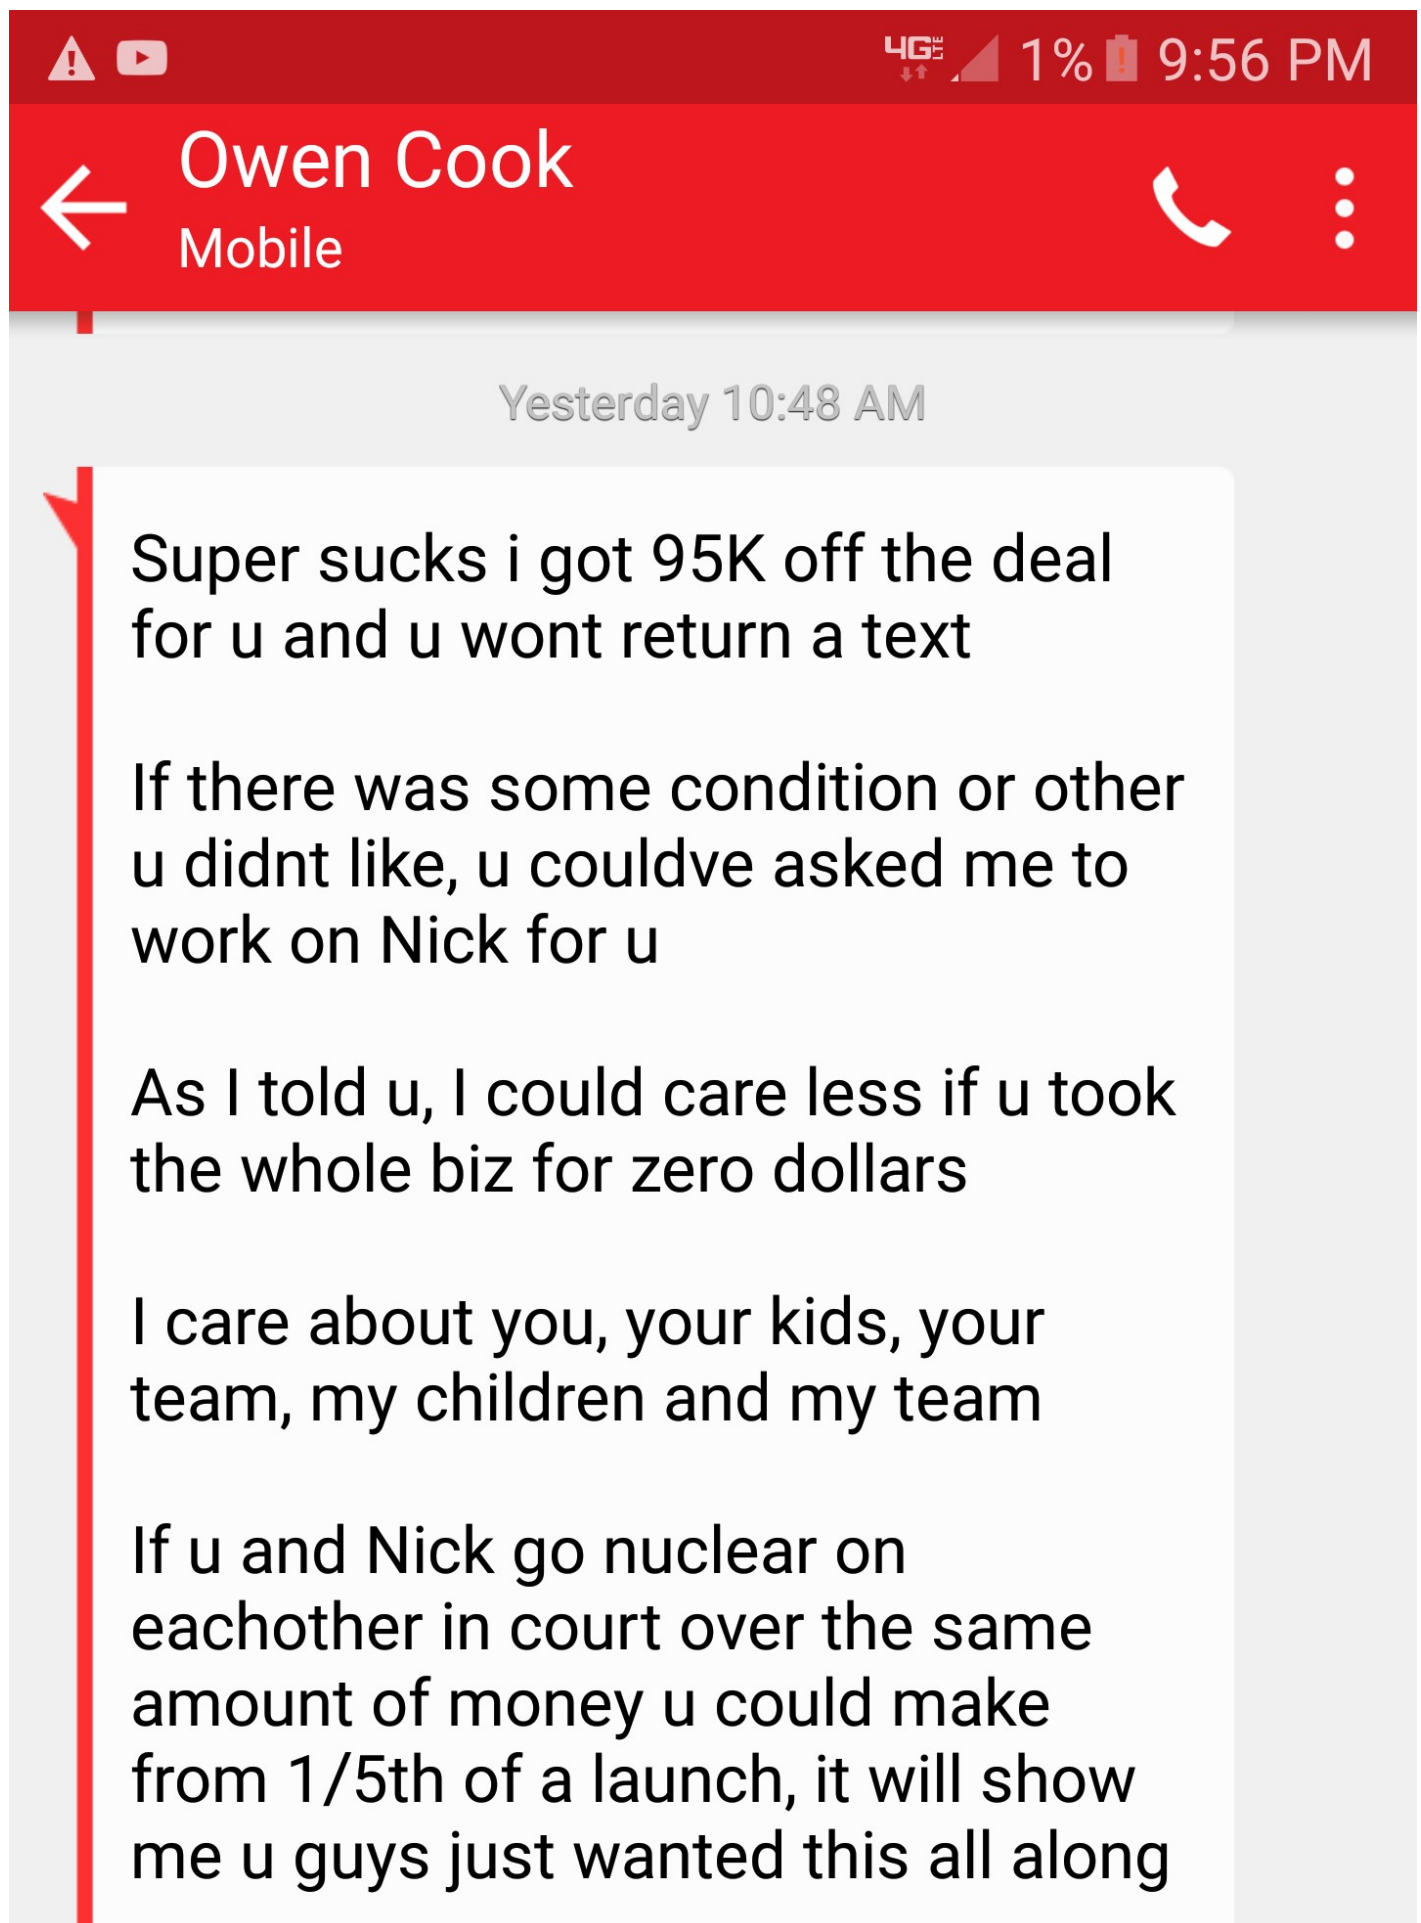 4G LTE 1% 9:56 PM
Owen Cook
Mobile
Yesterday 10:48 AM
Super sucks i got 95K off the deal
for u and u wont return a text
If there was some condition or other
u didnt like, u couldve asked me to
work on Nick for u
As I told u, I could care less if u took
the whole biz for zero dollars
I care about you, your kids, your
team, my children and my team
If u and Nick go nuclear on
eachother in court over the same
amount of money u could make
from 1/5th of a launch, it will show
me u guys just wanted this all along